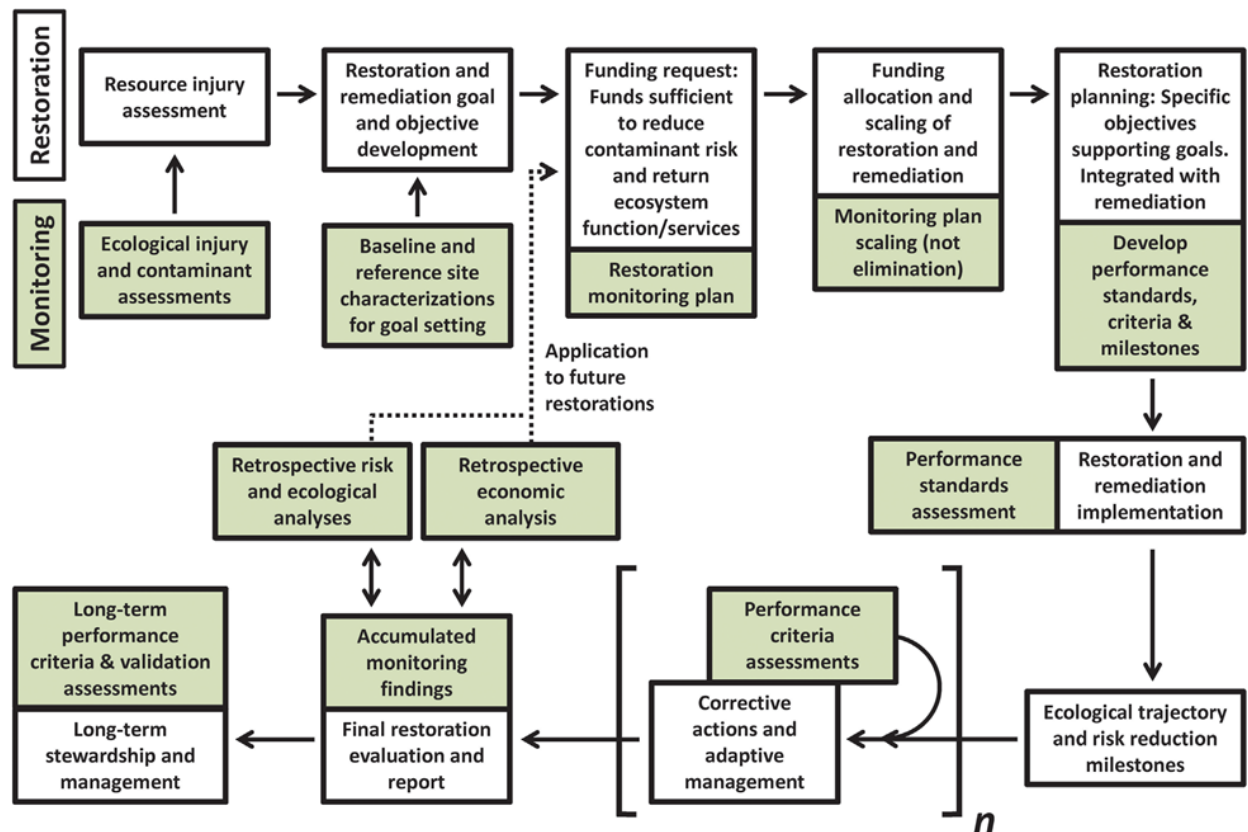 Restoration
Monitoring
Resource injury
assessment
Ecological injury
and contaminant
assessments
Restoration and
remediation goal
and objective
development
Baseline and
reference site
characterizations
for goal setting
Funding request:
Funds sufficient
to reduce
contaminant risk
and return
ecosystem
function/services
Restoration
monitoring plan
Funding
allocation and
scaling of
restoration and
remediation
Monitoring plan
scaling (not
elimination)
Restoration
planning: Specific
objectives
supporting goals.
Integrated with
remediation
Develop
performance
standards,
criteria &
milestones
Application
to future
restorations
Performance
standards
assessment
Restoration and
remediation
implementation
Ecological trajectory
and risk reduction
milestones
Performance
criteria
assessments
Corrective
actions and
adaptive
management
n
Retrospective risk
and ecological
analyses
Retrospective
economic
analysis
Accumulated
monitoring
findings
Final restoration
evaluation and
report
Long-term
performance
criteria & validation
assessments
Long-term
stewardship and
management